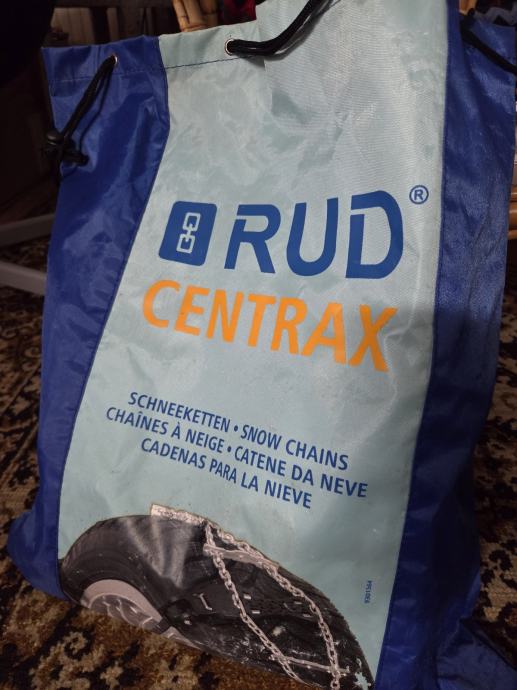 RUD®
CENTRAX
SCHNEEKETTEN • SNOW CHAINS
CHAÎNES À NEIGE • CATENE DA NEVE
CADENAS PARA LA NIEVE